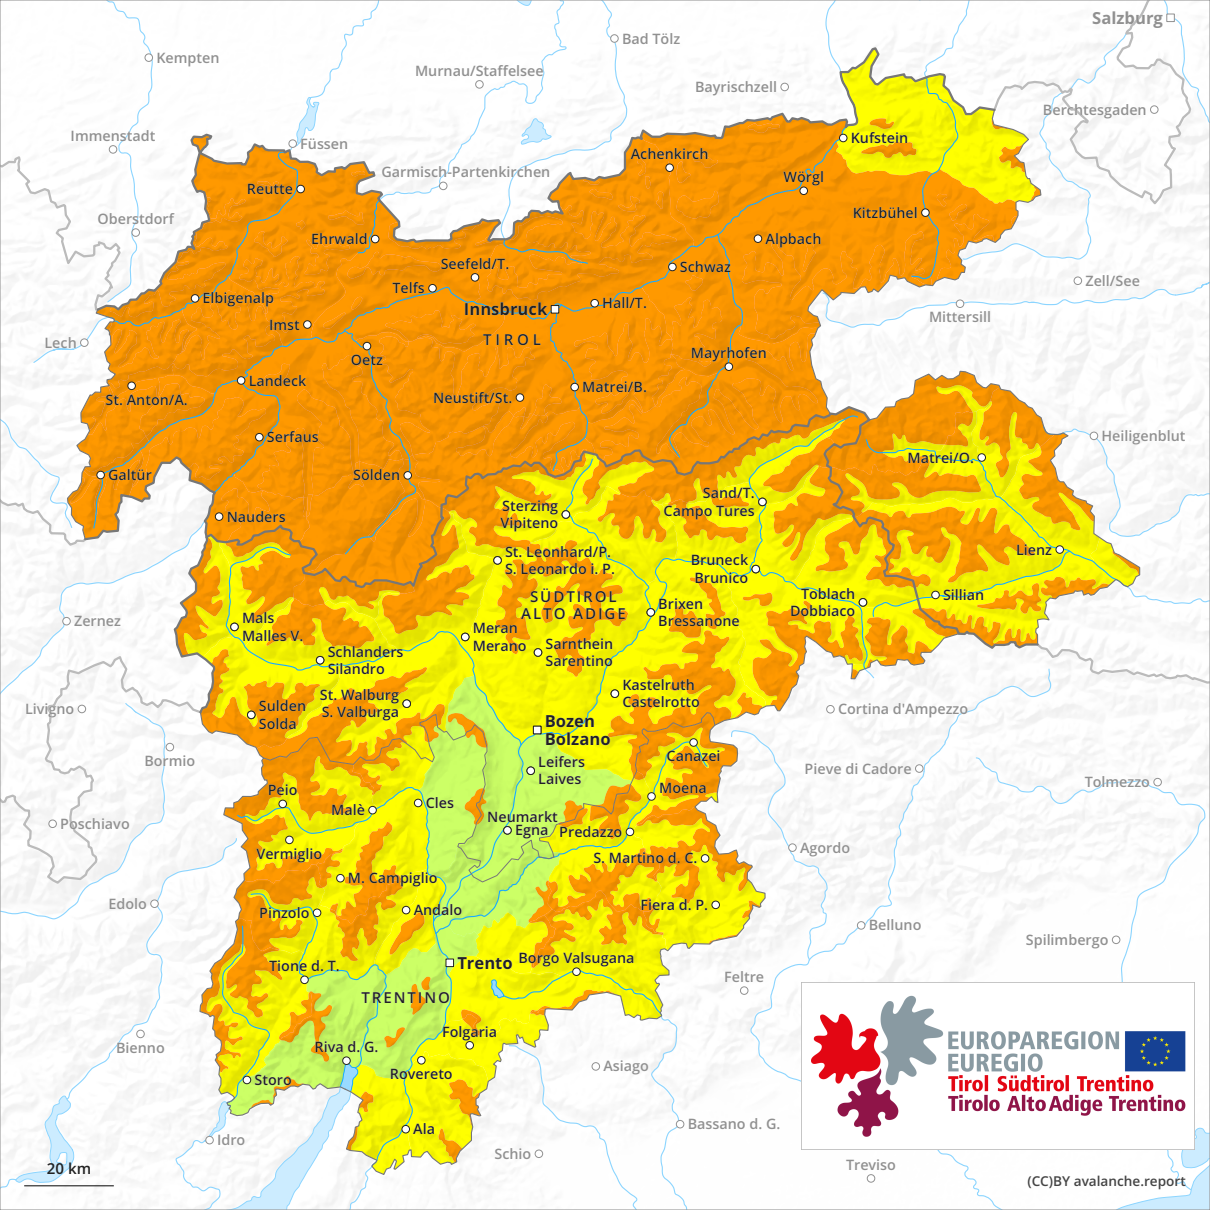 Salzburg
Bad Tölz
Kempten
Murnau/Staffelsee
Bayrischzell
Berchtesgaden
Immenstadt
Füssen
Kufstein
Achenkirch
Garmisch-Partenkirchen
Wörgl
Reutte
Oberstdorf
Kitzbühel
Ehrwald
Alpbach
Seefeld/T.
Schwaz
Zell/See
Telfs
Elbigenalp
Hall/T.
Innsbruck
Mittersill
Imst
TIROL
Lech
Oetz
Mayrhofen
Landeck
Matrei/B.
St. Anton/A.
Neustift/St.
Serfaus
Heiligenblut
Matrei/O.
Galtür
Sölden
Sand/T.
Campo Tures
Sterzing
Vipiteno
Nauders
Lienz
St. Leonhard/P.
S. Leonardo i. P.
Bruneck
Brunico
SÜDTIROL
ALTO ADIGE
Toblach
Dobbiaco
Sillian
Brixen
Bressanone
Zernez
Mals
Malles V.
Meran
Merano
Sarnthein
Sarentino
Schlanders
Silandro
Kastelruth
Castelrotto
St. Walburg
S. Valburga
Sulden
Solda
Livigno
Cortina d'Ampezzo
Bozen
Bolzano
Bormio
Canazei
Leifers
Laives
Pieve di Cadore
Tolmezzo
Peio
Moena
Malè
Cles
Neumarkt
Egna
Predazzo
Poschiavo
Vermiglio
Agordo
S. Martino d. C.
M. Campiglio
Edolo
Pinzolo
Andalo
Fiera d. P.
Belluno
Spilimbergo
Tione d. T.
Trento
Borgo Valsugana
Feltre
TRENTINO
Folgaria
Bienno
Riva d. G.
Rovereto
Asiago
Storo
EUROPAREGION
EUREGIO
Tirol Südtirol Trentino
Tirolo Alto Adige Trentino
Ala
Bassano d. G.
Idro
Schio
Treviso
20 km
(CC)BY avalanche.report